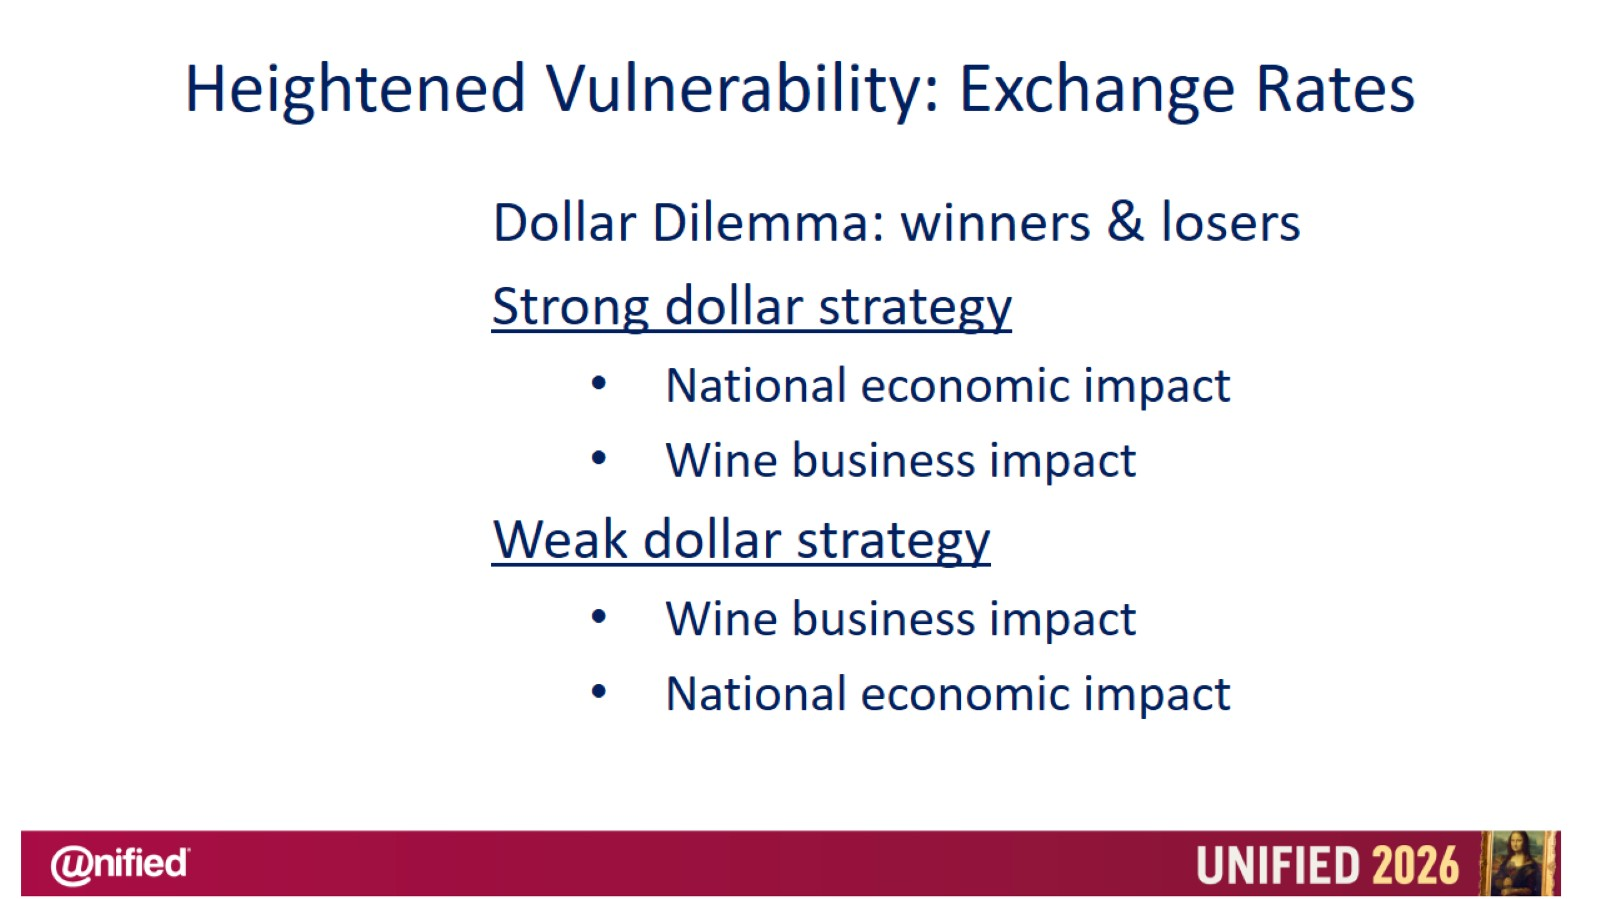 Heightened Vulnerability: Exchange Rates
Dollar Dilemma: winners & losers
Strong dollar strategy
• National economic impact
• Wine business impact
Weak dollar strategy
• Wine business impact
• National economic impact
@unified®
UNIFIED 2026